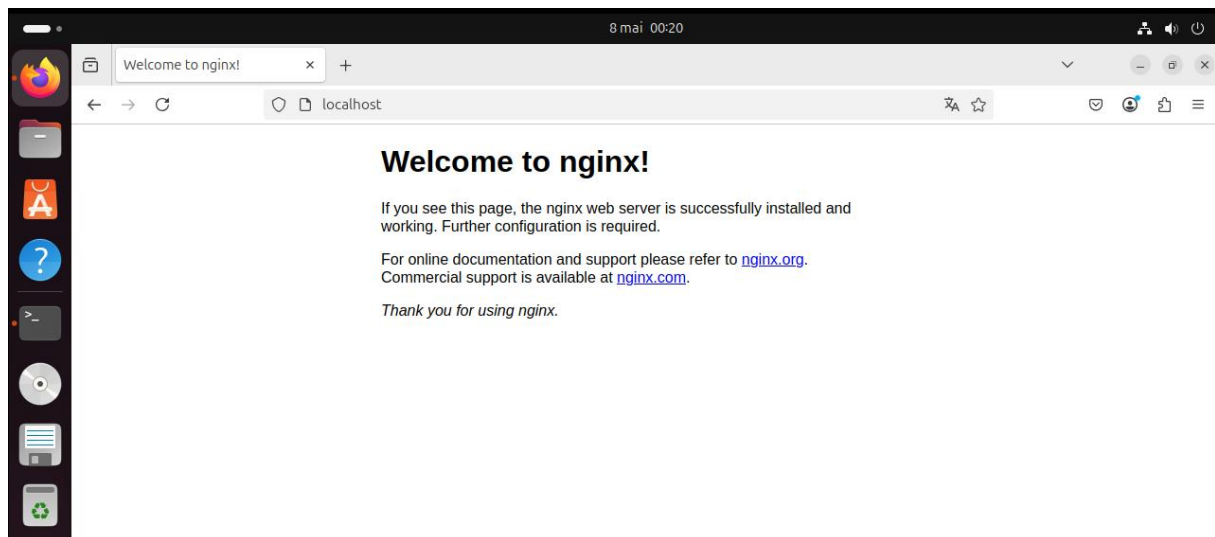 8 mai 00:20
Welcome to nginx!
localhost
Welcome to nginx!
If you see this page, the nginx web server is successfully installed and
working. Further configuration is required.
For online documentation and support please refer to nginx.org.
Commercial support is available at nginx.com.
Thank you for using nginx.